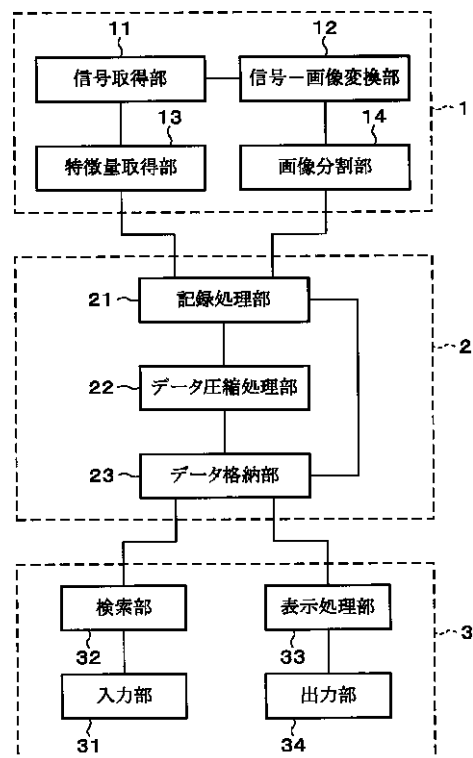 11
12
信号取得部
信号－画像変換部
1
13
14
特徴量取得部
画像分割部
21
記録処理部
2
22
データ圧縮処理部
23
データ格納部
検索部
表示処理部
32
33
3
入力部
出力部
31
34